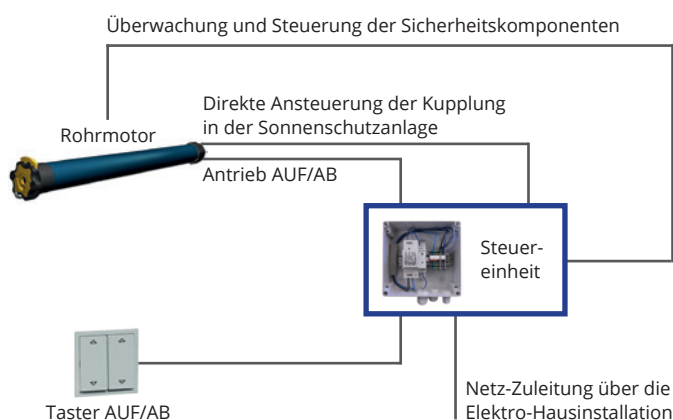 Überwachung und Steuerung der Sicherheitskomponenten
Direkte Ansteuerung der Kupplung
in der Sonnenschutzanlage
Rohrmotor
Antrieb AUF/AB
Steuer-
einheit
Netz-Zuleitung über die
Elektro-Hausinstallation
Taster AUF/AB